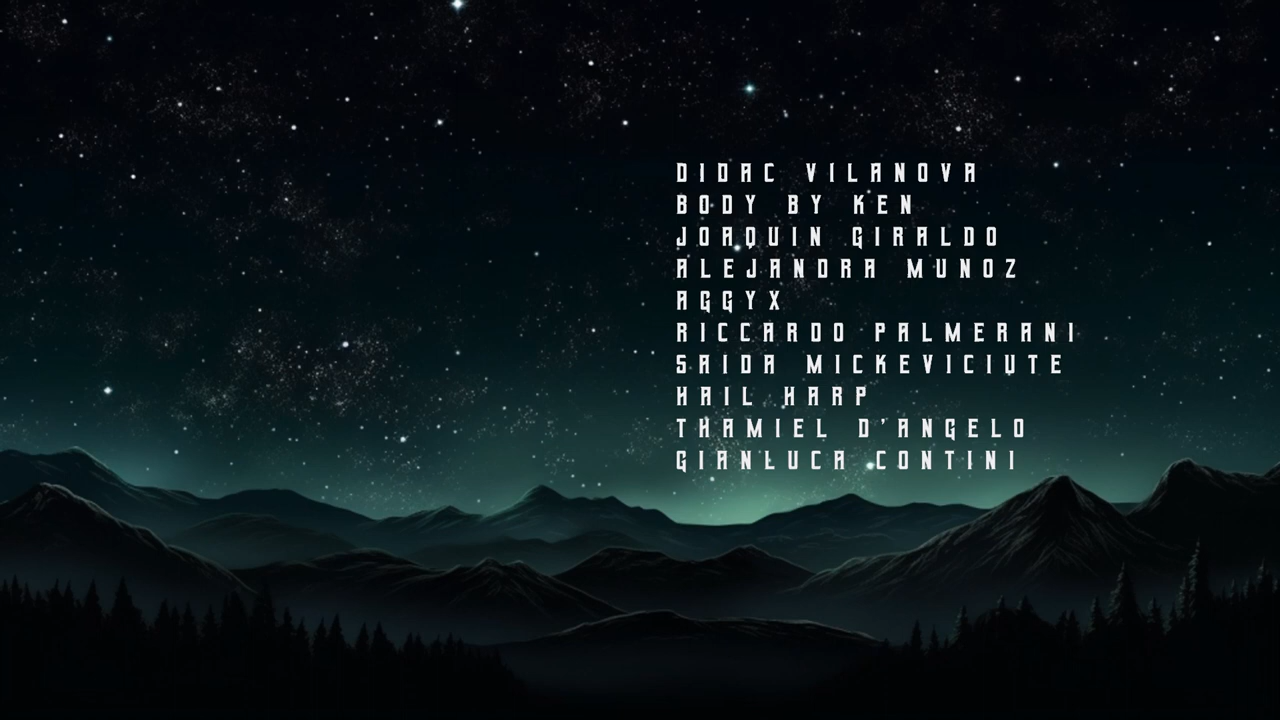 DIDAC VILANOVA
BODY BY KEN
JOAQUIN GIRALDO
ALEJANDRA MUNOZ
AGGYX
RICCARDO PALMERANI
SAIDA MICKEVICIUTE
HAIL HARP
THAMIEL D'ANGELO
GIANLUCA CONTINI